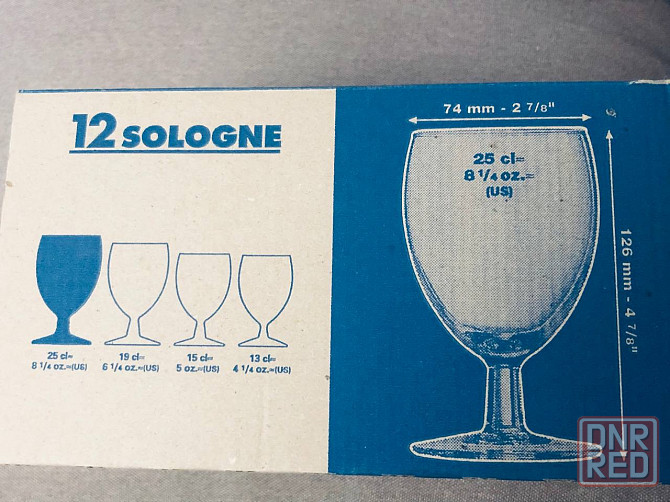 12 SOLOGNE
25 cl≈
8 1/4 oz.≈(US)
19 cl≈
6 1/4 oz.≈(US)
15 cl≈
5 oz.≈(US)
13 cl≈
4 1/4 oz.≈(US)
74 mm - 2 7/8"
25 cl≈
8 1/4 oz.≈
(US)
126 mm - 4 7/8"
DNR
RED